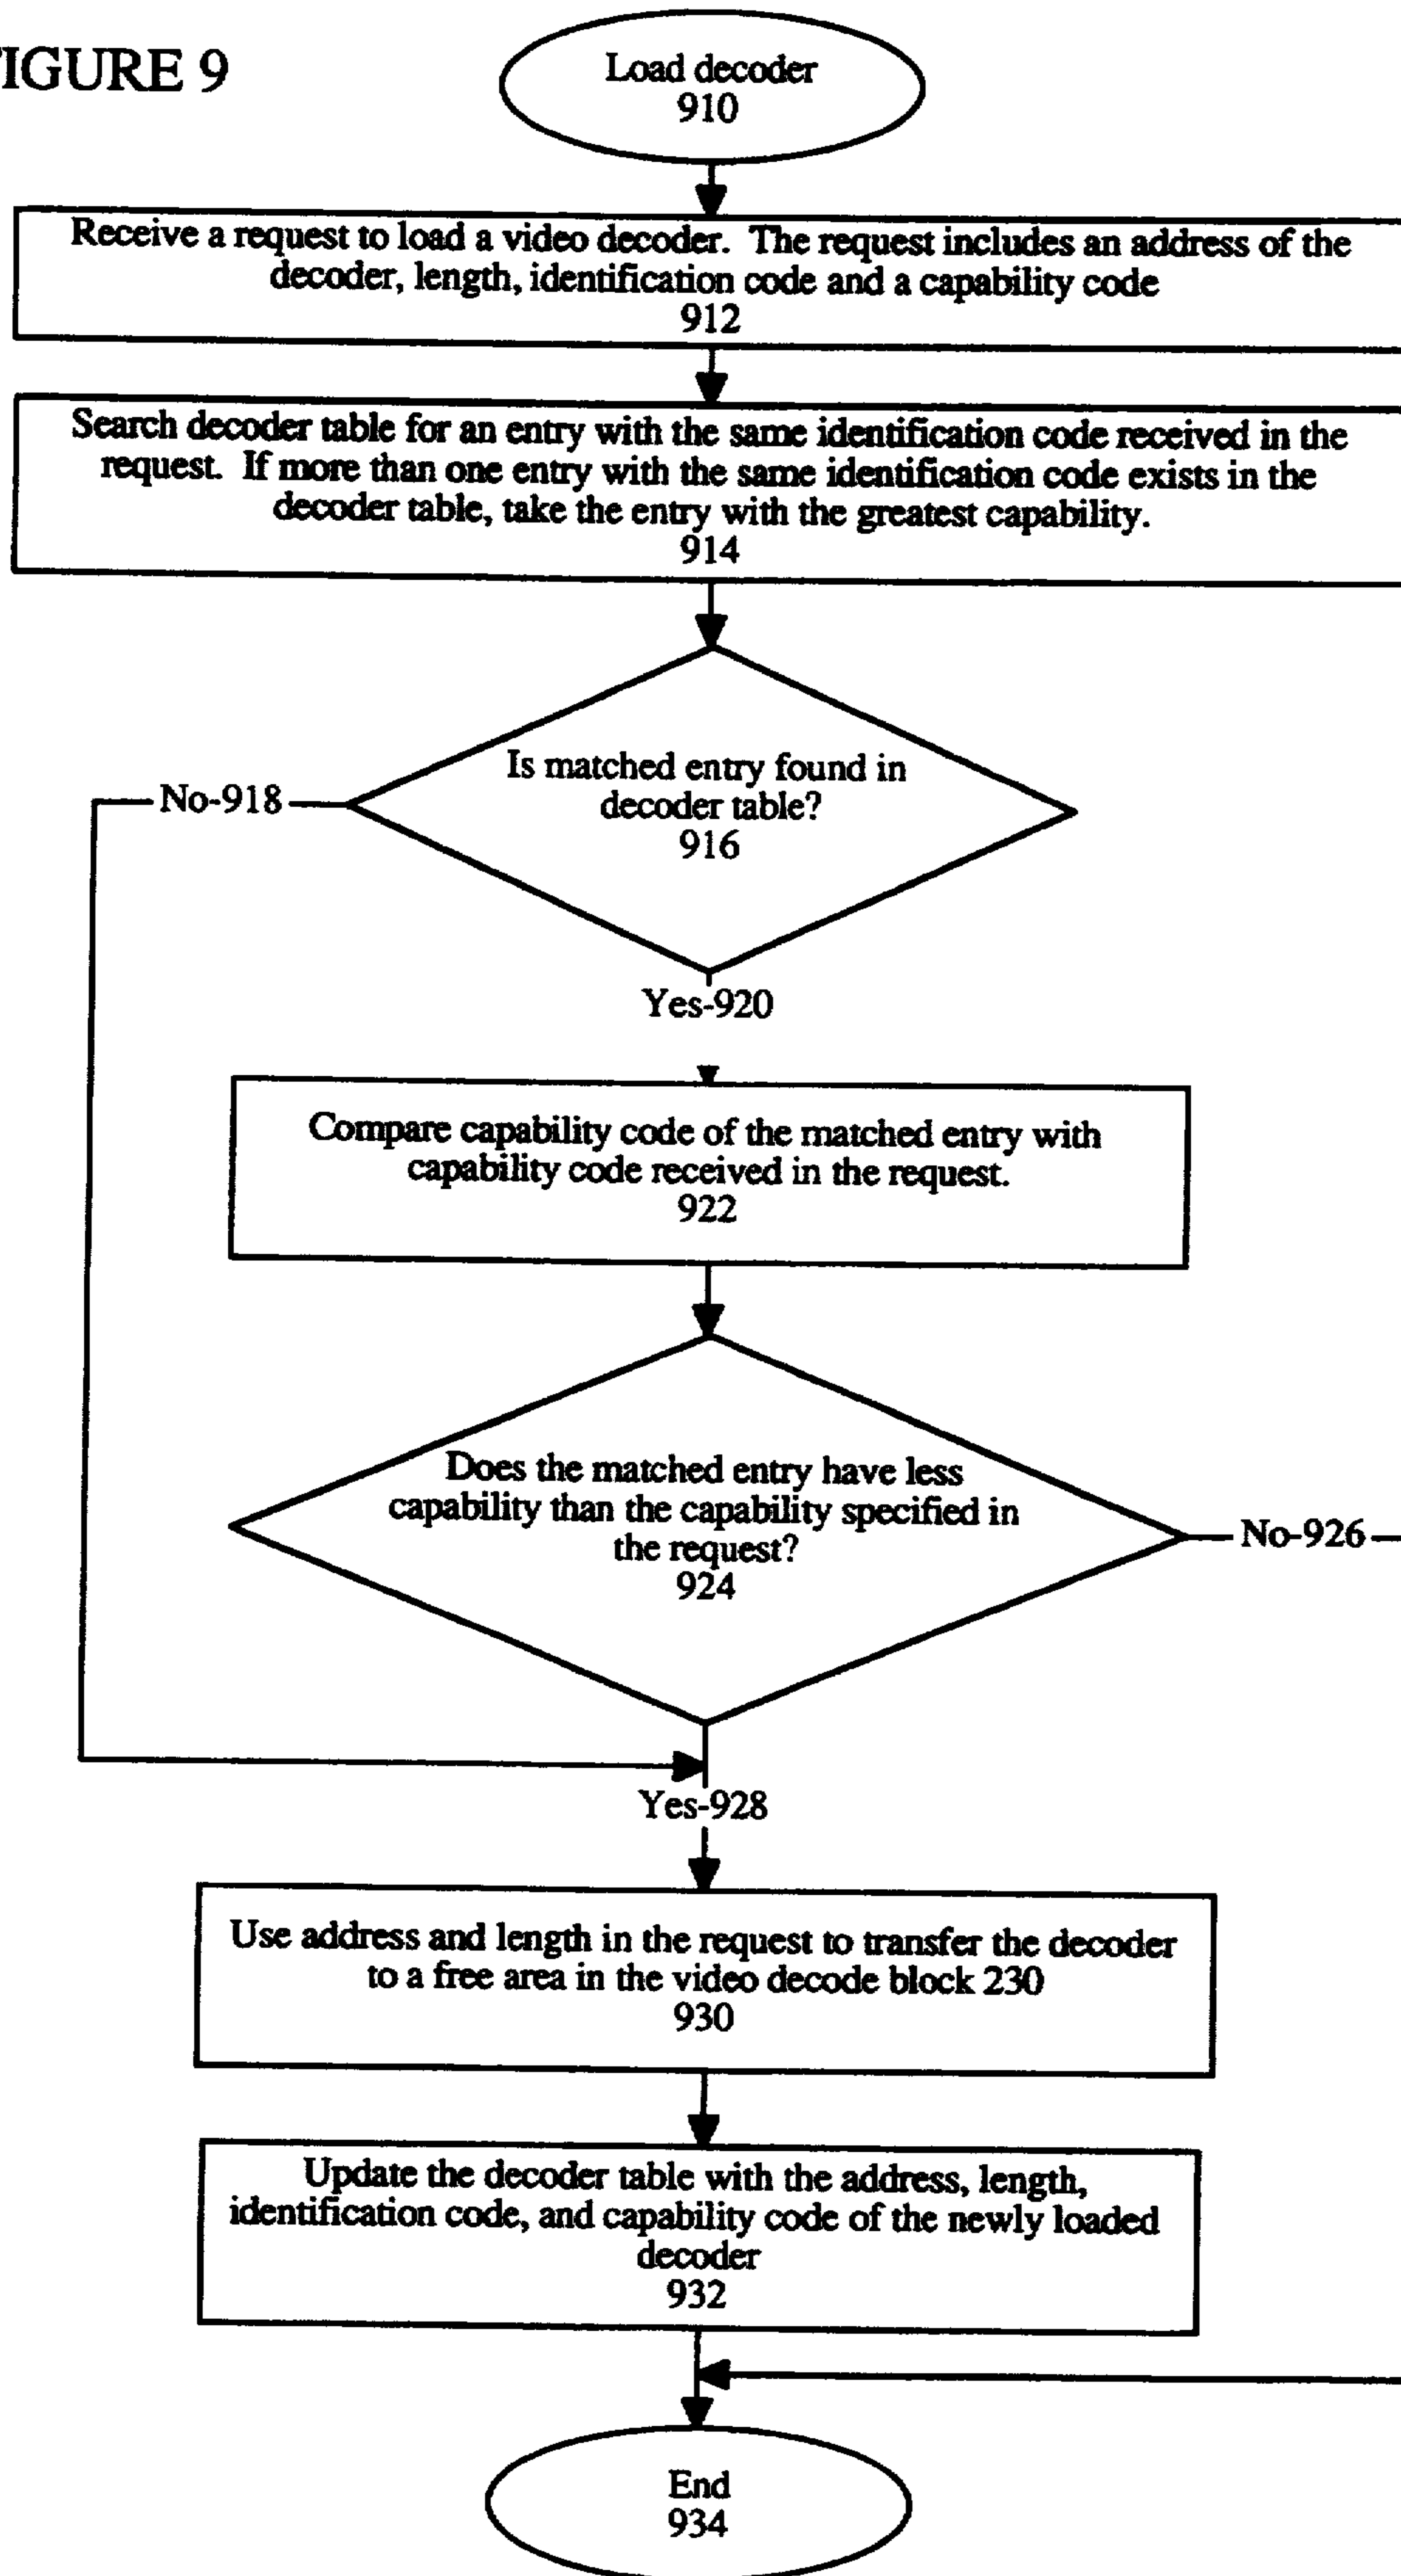 FIGURE 9
Load decoder
910
Receive a request to load a video decoder. The request includes an address of the
decoder, length, identification code and a capability code
912
Search decoder table for an entry with the same identification code received in the
request. If more than one entry with the same identification code exists in the
decoder table, take the entry with the greatest capability.
914
Is matched entry found in
decoder table?
916
No-918
Yes-920
Compare capability code of the matched entry with
capability code received in the request.
922
Does the matched entry have less
capability than the capability specified in
the request?
924
No-926
Yes-928
Use address and length in the request to transfer the decoder
to a free area in the video decode block 230
930
Update the decoder table with the address, length,
identification code, and capability code of the newly loaded
decoder
932
End
934